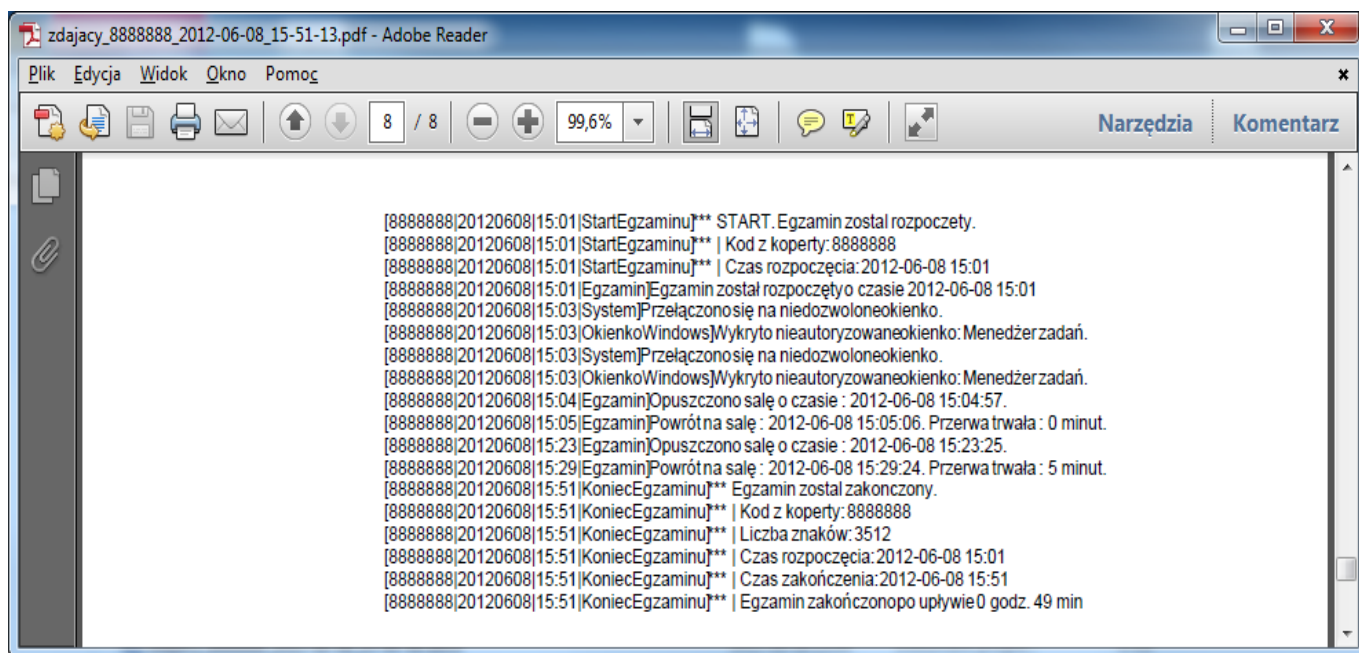 zdajacy_8888888_2012-06-08_15-51-13.pdf - Adobe Reader
Plik Edycja Widok Okno Pomoc
8 / 8 99,6% Narzędzia Komentarz
[8888888|20120608|15:01|StartEgzaminu]*** START. Egzamin zostal rozpoczety.
[8888888|20120608|15:01|StartEgzaminu]*** | Kod z koperty: 8888888
[8888888|20120608|15:01|StartEgzaminu]*** | Czas rozpoczęcia: 2012-06-08 15:01
[8888888|20120608|15:01|Egzamin]Egzamin został rozpoczęty o czasie 2012-06-08 15:01
[8888888|20120608|15:03|System]Przełączono się na niedozwolone okienko.
[8888888|20120608|15:03|OkienkoWindows]Wykryto nieautoryzowane okienko: Menedżer zadań.
[8888888|20120608|15:03|System]Przełączono się na niedozwolone okienko.
[8888888|20120608|15:03|OkienkoWindows]Wykryto nieautoryzowane okienko: Menedżer zadań.
[8888888|20120608|15:04|Egzamin]Opuszczono salę o czasie : 2012-06-08 15:04:57.
[8888888|20120608|15:05|Egzamin]Powrót na salę : 2012-06-08 15:05:06. Przerwa trwała : 0 minut.
[8888888|20120608|15:23|Egzamin]Opuszczono salę o czasie : 2012-06-08 15:23:25.
[8888888|20120608|15:29|Egzamin]Powrót na salę : 2012-06-08 15:29:24. Przerwa trwała : 5 minut.
[8888888|20120608|15:51|KoniecEgzaminu]*** Egzamin zostal zakonczony.
[8888888|20120608|15:51|KoniecEgzaminu]*** | Kod z koperty: 8888888
[8888888|20120608|15:51|KoniecEgzaminu]*** | Liczba znaków: 3512
[8888888|20120608|15:51|KoniecEgzaminu]*** | Czas rozpoczęcia: 2012-06-08 15:01
[8888888|20120608|15:51|KoniecEgzaminu]*** | Czas zakończenia: 2012-06-08 15:51
[8888888|20120608|15:51|KoniecEgzaminu]*** | Egzamin zakończono po upływie 0 godz. 49 min